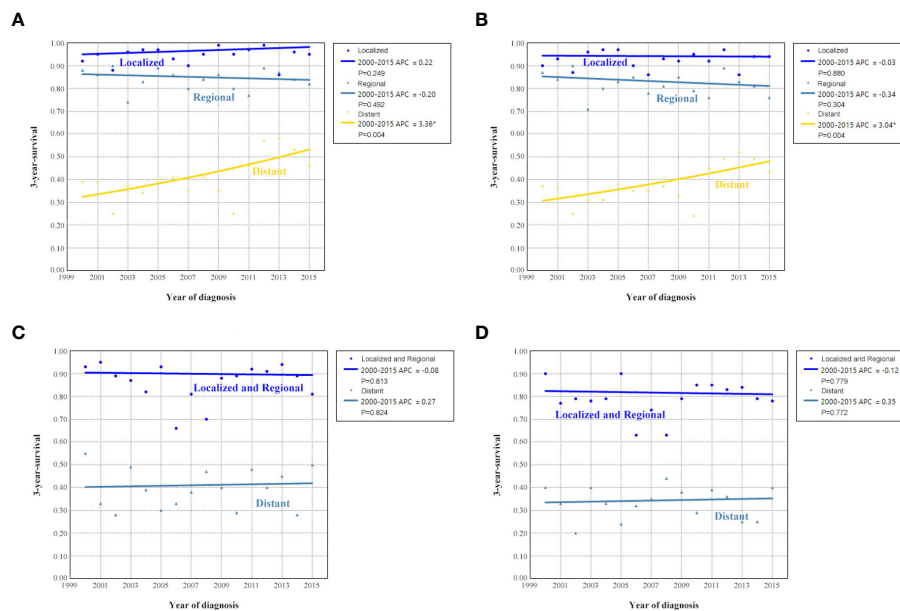 A
1.00
0.90
0.80
0.70
0.60
0.50
0.40
0.30
0.20
0.10
0.00
3-year-survival
Localized
Regional
Distant
1999 2001 2003 2005 2007 2009 2011 2013 2015
Year of diagnosis
Localized
2000-2015 APC = 0.22
P=0.249
Regional
2000-2015 APC = -0.20
P=0.492
Distant
2000-2015 APC = 3.36*
P=0.004
B
1.00
0.90
0.80
0.70
0.60
0.50
0.40
0.30
0.20
0.10
0.00
3-year-survival
Localized
Regional
Distant
1999 2001 2003 2005 2007 2009 2011 2013 2015
Year of diagnosis
Localized
2000-2015 APC = -0.03
P=0.880
Regional
2000-2015 APC = -0.34
P=0.304
Distant
2000-2015 APC = 3.04*
P=0.004
C
1.00
0.90
0.80
0.70
0.60
0.50
0.40
0.30
0.20
0.10
0.00
3-year-survival
Localized and Regional
Distant
1999 2001 2003 2005 2007 2009 2011 2013 2015
Year of diagnosis
Localized and Regional
2000-2015 APC = -0.08
P=0.813
Distant
2000-2015 APC = 0.27
P=0.824
D
1.00
0.90
0.80
0.70
0.60
0.50
0.40
0.30
0.20
0.10
0.00
3-year-survival
Localized and Regional
Distant
1999 2001 2003 2005 2007 2009 2011 2013 2015
Year of diagnosis
Localized and Regional
2000-2015 APC = -0.12
P=0.779
Distant
2000-2015 APC = 0.35
P=0.772